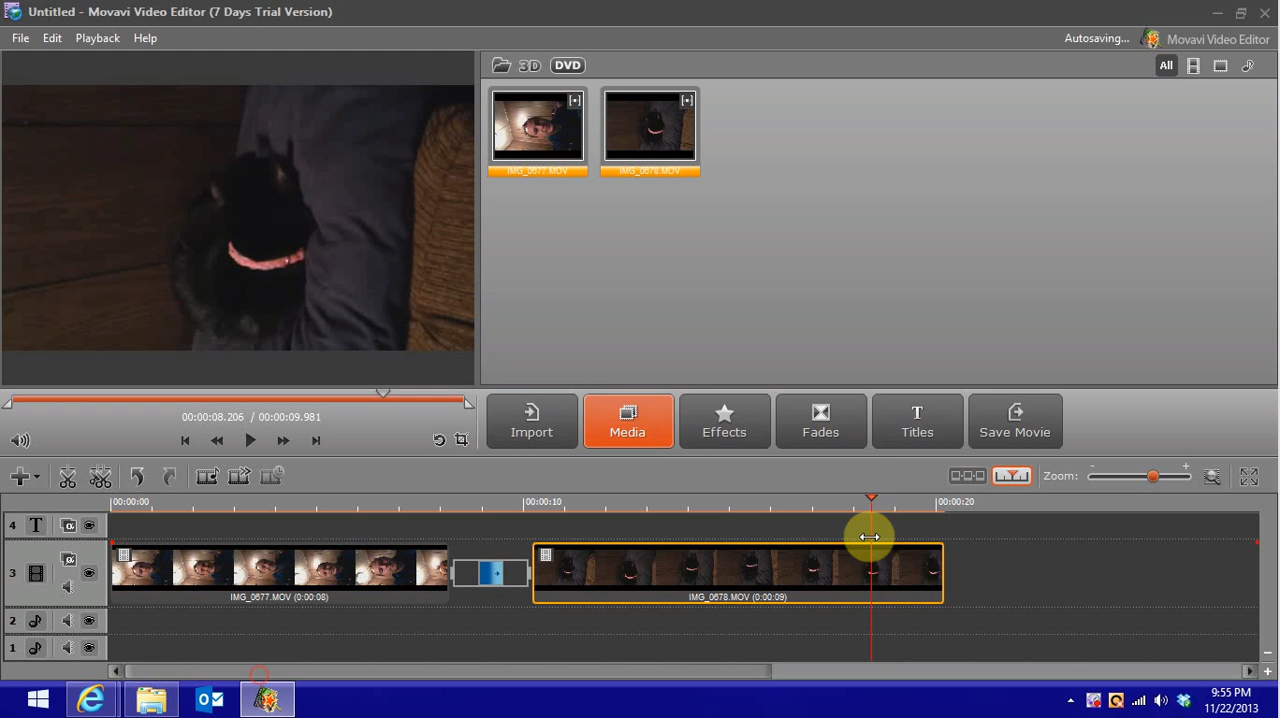 Untitled - Movavi Video Editor (7 Days Trial Version)
File Edit Playback Help
Autosaving... Movavi Video Editor
3D DVD All
IMG_0677.MOV IMG_0678.MOV
00:00:08.206 / 00:00:09.981
Import Media Effects Fades Titles Save Movie
Zoom: - +
00:00:00 00:00:10 00:00:20
4 T
3
IMG_0677.MOV (0:00:08) IMG_0678.MOV (0:00:09)
2
1
9:55 PM
11/22/2013